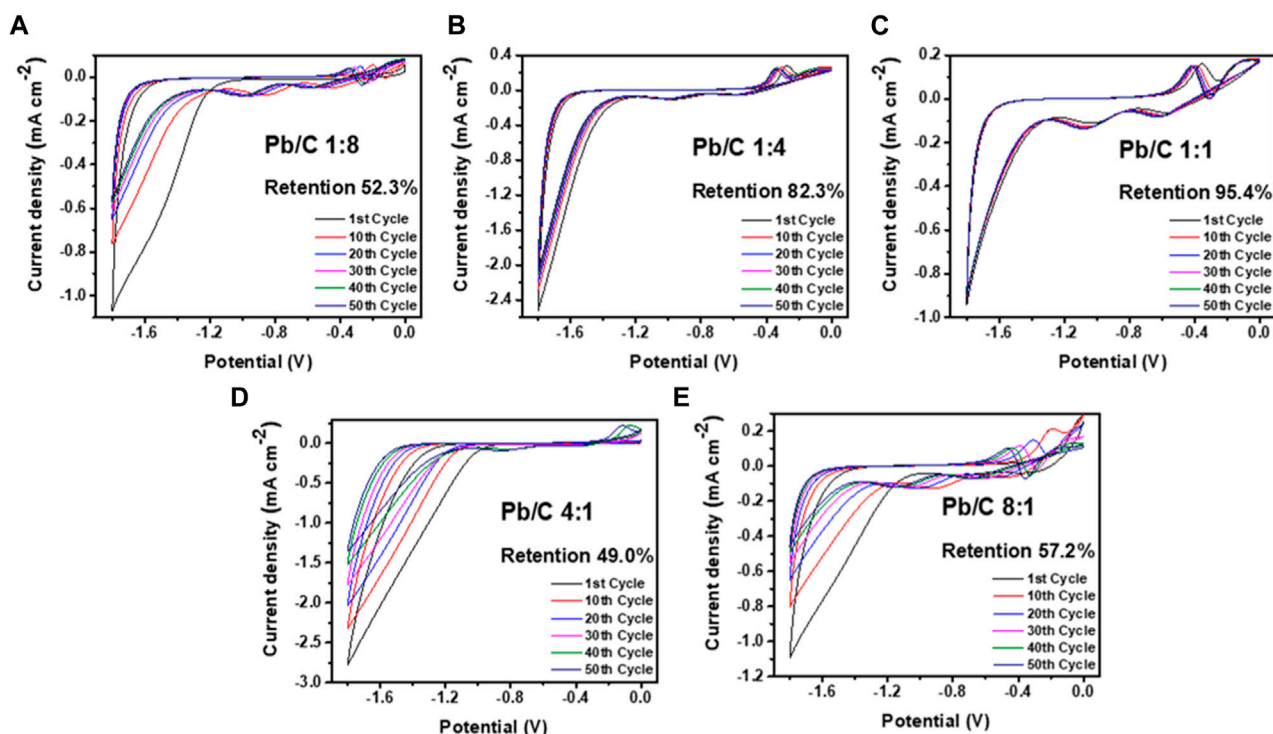 A
Current density (mA cm⁻²)
0.0
-0.2
-0.4
-0.6
-0.8
-1.0
Pb/C 1:8
Retention 52.3%
1st Cycle
10th Cycle
20th Cycle
30th Cycle
40th Cycle
50th Cycle
-1.6 -1.2 -0.8 -0.4 0.0
Potential (V)
B
Current density (mA cm⁻²)
0.4
0.0
-0.4
-0.8
-1.2
-1.6
-2.0
-2.4
Pb/C 1:4
Retention 82.3%
1st Cycle
10th Cycle
20th Cycle
30th Cycle
40th Cycle
50th Cycle
-1.6 -1.2 -0.8 -0.4 0.0
Potential (V)
C
Current density (mA cm⁻²)
0.2
0.0
-0.2
-0.4
-0.6
-0.8
-1.0
Pb/C 1:1
Retention 95.4%
1st Cycle
10th Cycle
20th Cycle
30th Cycle
40th Cycle
50th Cycle
-1.6 -1.2 -0.8 -0.4 0.0
Potential (V)
D
Current density (mA cm⁻²)
0.0
-0.5
-1.0
-1.5
-2.0
-2.5
-3.0
Pb/C 4:1
Retention 49.0%
1st Cycle
10th Cycle
20th Cycle
30th Cycle
40th Cycle
50th Cycle
-1.6 -1.2 -0.8 -0.4 0.0
Potential (V)
E
Current density (mA cm⁻²)
0.2
0.0
-0.2
-0.4
-0.6
-0.8
-1.0
-1.2
Pb/C 8:1
Retention 57.2%
1st Cycle
10th Cycle
20th Cycle
30th Cycle
40th Cycle
50th Cycle
-1.6 -1.2 -0.8 -0.4 0.0
Potential (V)